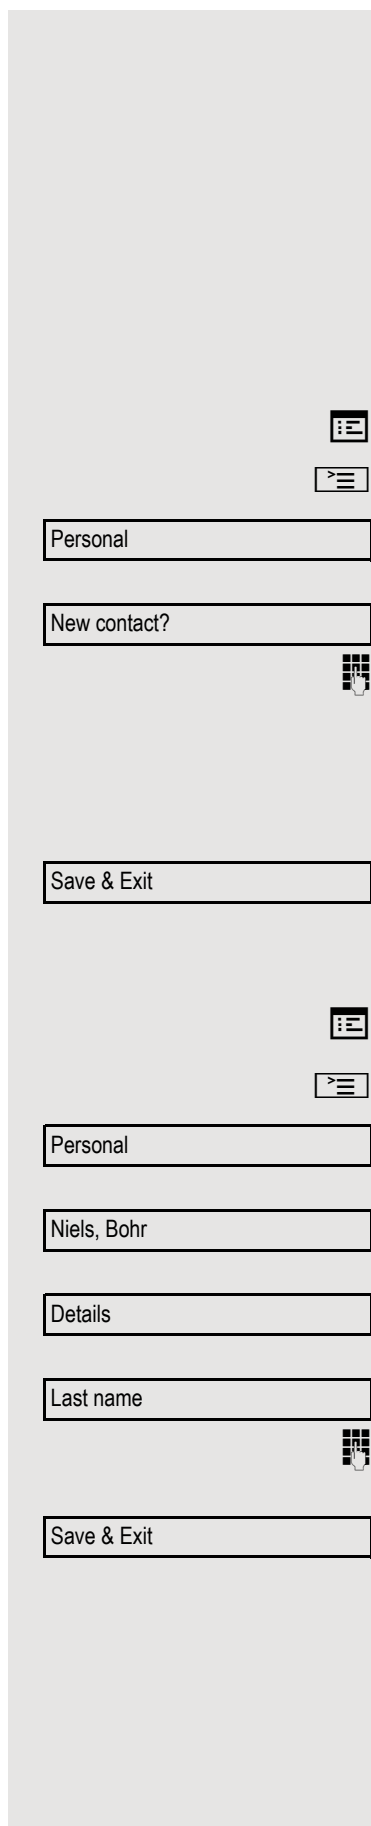 Personal
New contact?
Save & Exit
Personal
Niels, Bohr
Details
Last name
Save & Exit